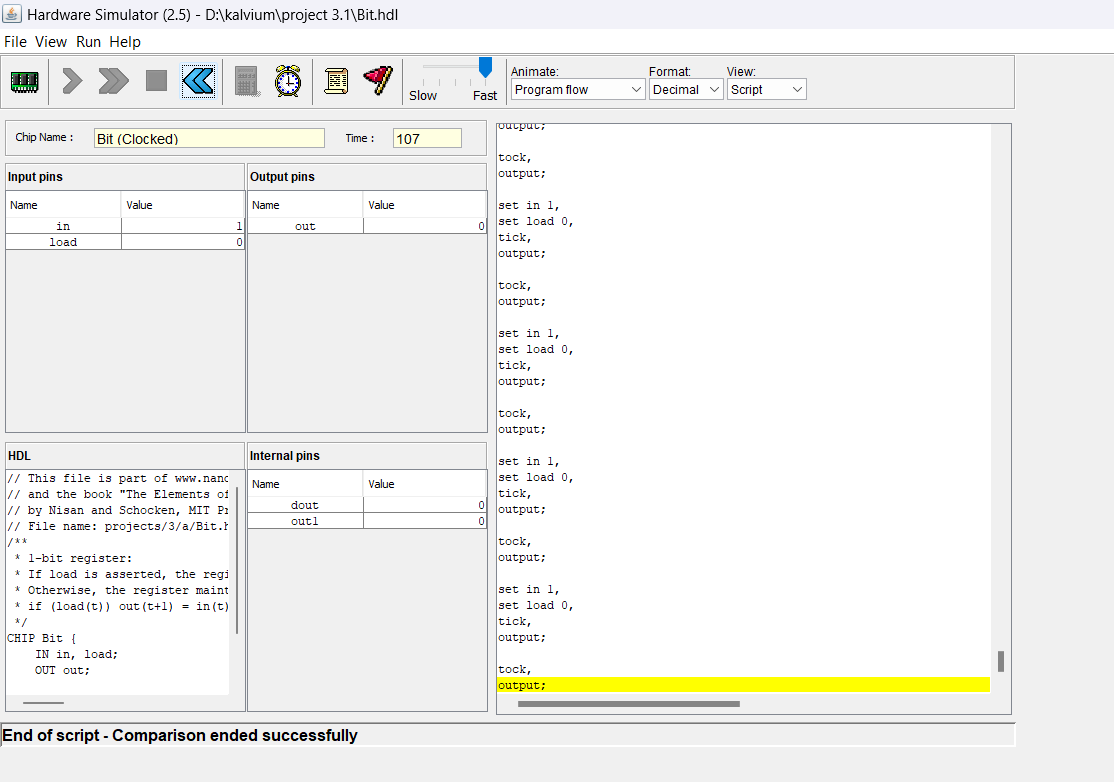 Hardware Simulator (2.5) - D:\kalvium\project 3.1\Bit.hdl
File View Run Help
Slow Fast
Animate: Format: View:
Program flow Decimal Script
Chip Name : Bit (Clocked) Time : 107
Input pins
Name Value
in 1
load 0
Output pins
Name Value
out 0
HDL
// This file is part of www.nand
// and the book "The Elements of
// by Nisan and Schocken, MIT Pr
// File name: projects/3/a/Bit.h
/**
* 1-bit register:
* If load is asserted, the regi
* Otherwise, the register maint
* if (load(t)) out(t+1) = in(t)
*/
CHIP Bit {
IN in, load;
OUT out;
Internal pins
Name Value
dout 0
out1 0
output;
tock,
output;
set in 1,
set load 0,
tick,
output;
tock,
output;
set in 1,
set load 0,
tick,
output;
tock,
output;
set in 1,
set load 0,
tick,
output;
tock,
output;
set in 1,
set load 0,
tick,
output;
tock,
output;
End of script - Comparison ended successfully